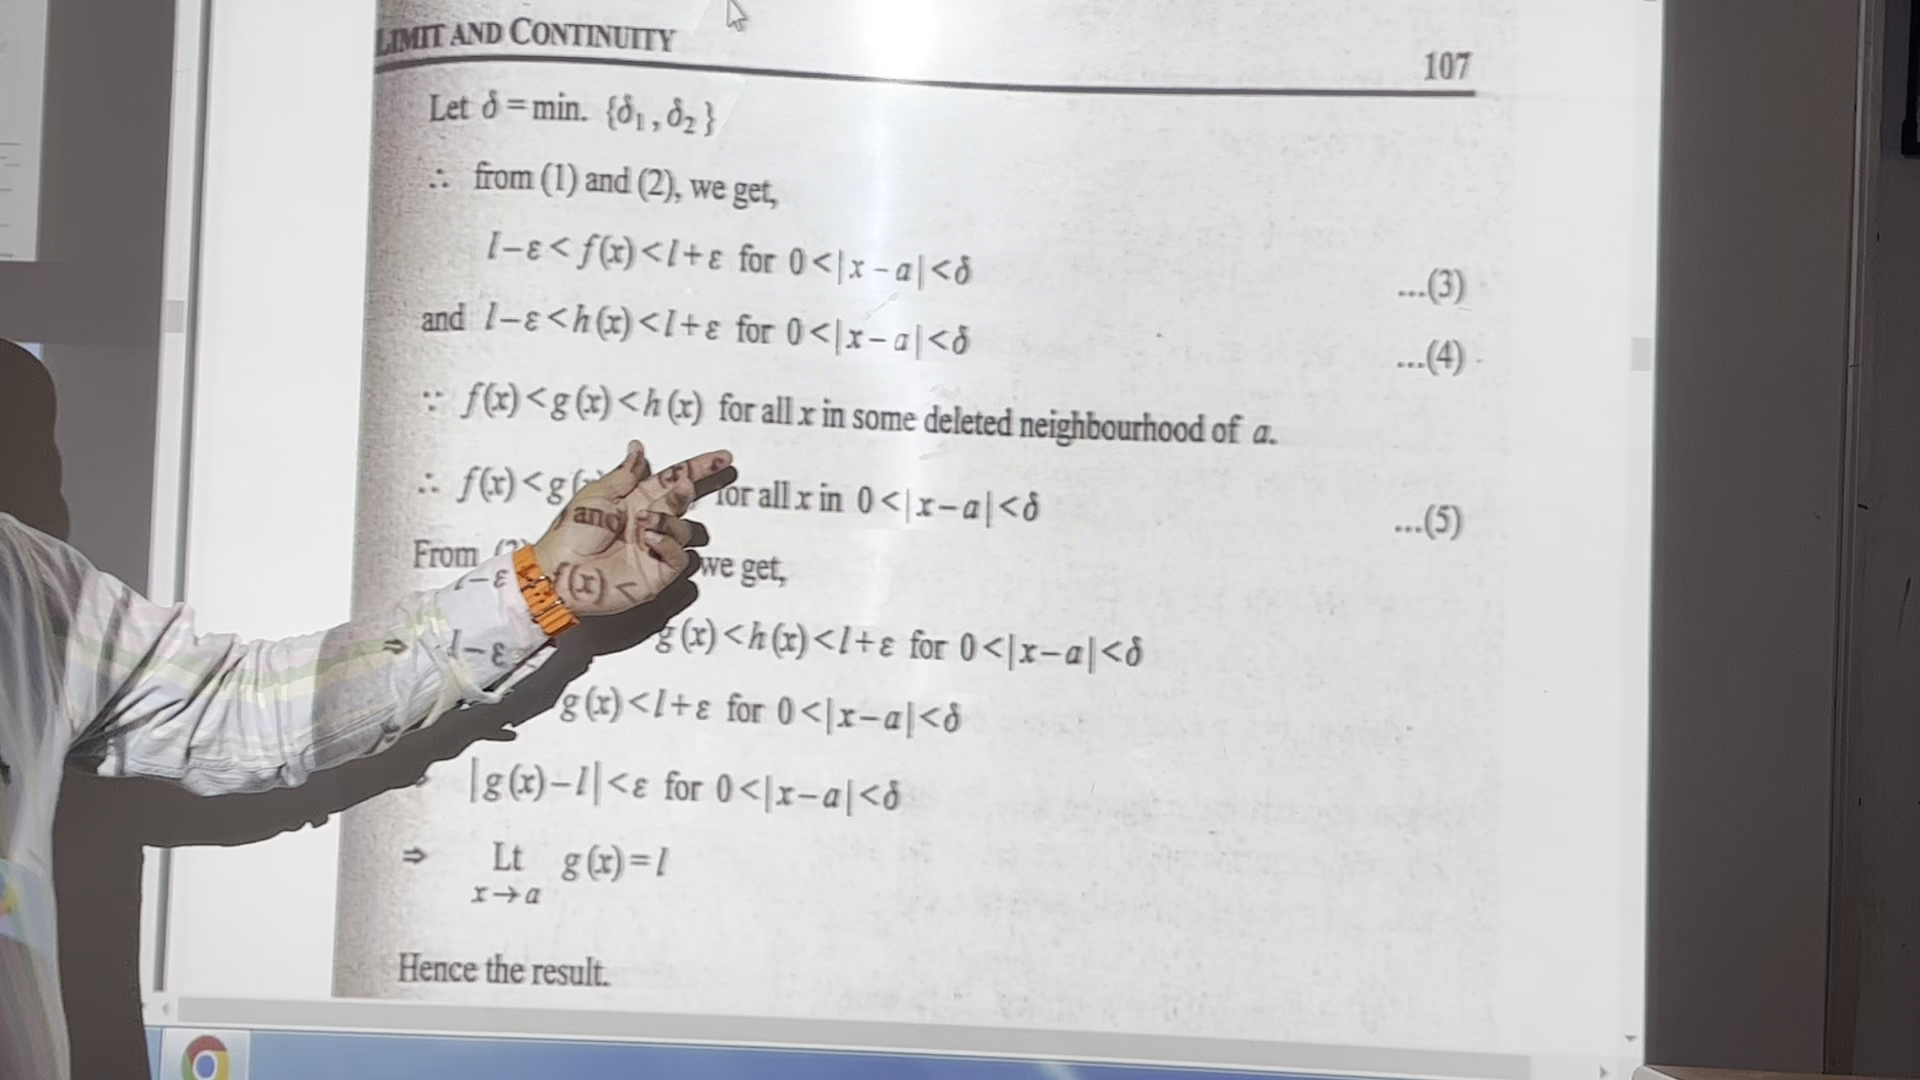 LIMIT AND CONTINUITY 107
Let δ = min. {δ₁, δ₂}
∴ from (1) and (2), we get,
l − ε < f(x) < l + ε for 0 < |x − a| < δ ...(3)
and l − ε < h(x) < l + ε for 0 < |x − a| < δ ...(4)
∵ f(x) < g(x) < h(x) for all x in some deleted neighbourhood of a.
∴ f(x) < g( for all x in 0 < |x − a| < δ ...(5)
From and we get,
⇒ l − ε f(x) < g(x) < h(x) < l + ε for 0 < |x − a| < δ
l − ε g(x) < l + ε for 0 < |x − a| < δ
|g(x) − l| < ε for 0 < |x − a| < δ
⇒ Lt g(x) = l
x → a
Hence the result.